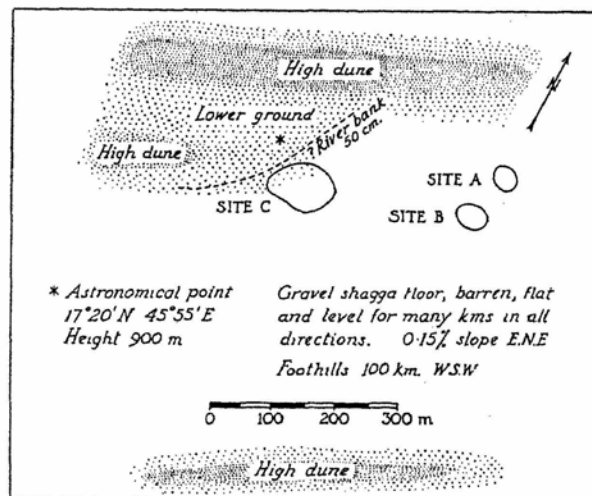 High dune
N
Lower ground
? River bank
50 cm.
High dune
SITE A
SITE C
SITE B
* Astronomical point
17°20'N 45°55'E
Height 900 m
Gravel shagga floor, barren, flat
and level for many kms in all
directions. 0·15% slope E.N.E
Foothills 100 km. W.S.W
0 100 200 300 m
High dune